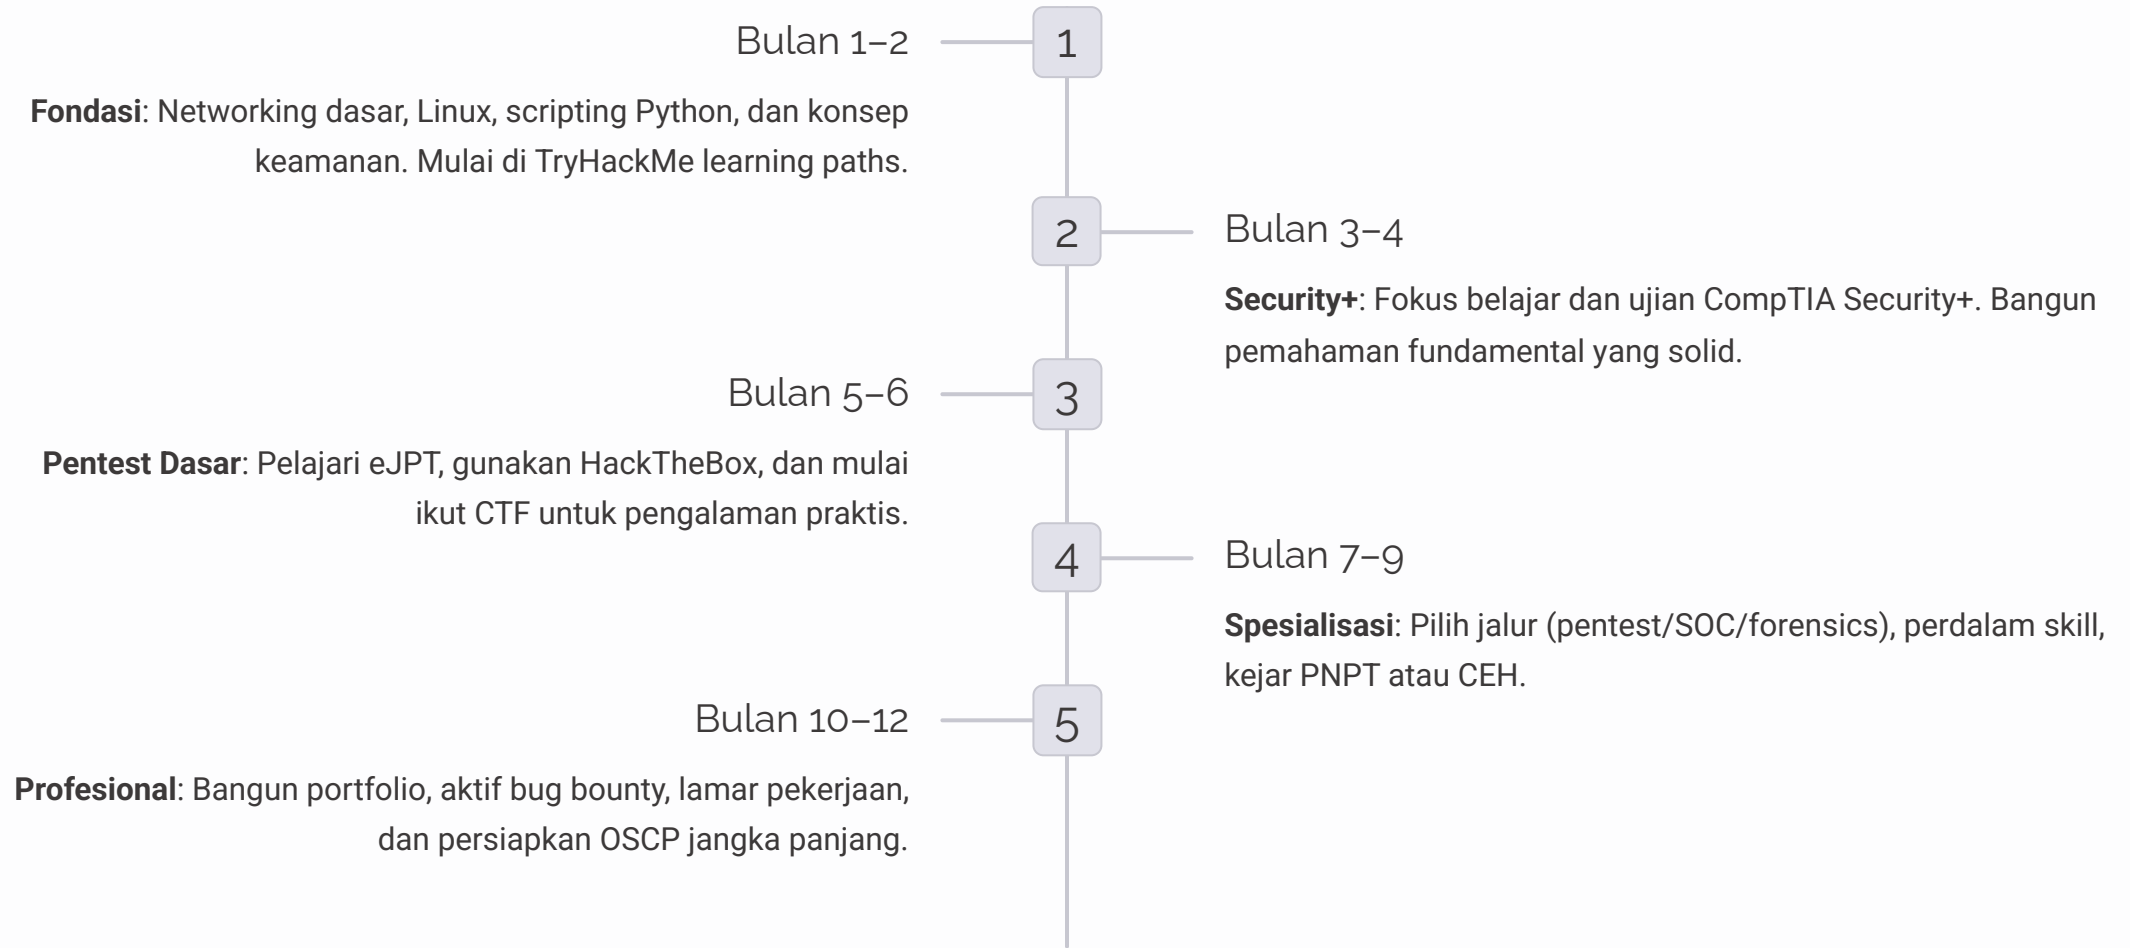 Bulan 1–2
1
Fondasi: Networking dasar, Linux, scripting Python, dan konsep
keamanan. Mulai di TryHackMe learning paths.
2
Bulan 3–4
Security+: Fokus belajar dan ujian CompTIA Security+. Bangun
pemahaman fundamental yang solid.
Bulan 5–6
3
Pentest Dasar: Pelajari eJPT, gunakan HackTheBox, dan mulai
ikut CTF untuk pengalaman praktis.
4
Bulan 7–9
Spesialisasi: Pilih jalur (pentest/SOC/forensics), perdalam skill,
kejar PNPT atau CEH.
Bulan 10–12
5
Profesional: Bangun portfolio, aktif bug bounty, lamar pekerjaan,
dan persiapkan OSCP jangka panjang.